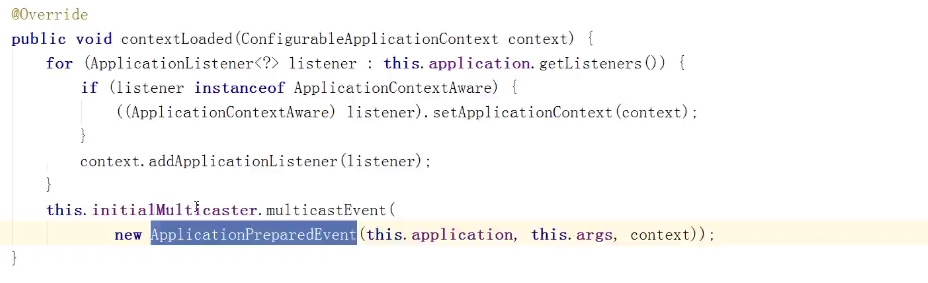 @Override
public void contextLoaded(ConfigurableApplicationContext context) {
for (ApplicationListener<?> listener : this.application.getListeners()) {
if (listener instanceof ApplicationContextAware) {
((ApplicationContextAware) listener).setApplicationContext(context);
}
context.addApplicationListener(listener);
}
this.initialMulticaster.multicastEvent(
new ApplicationPreparedEvent(this.application, this.args, context));
}